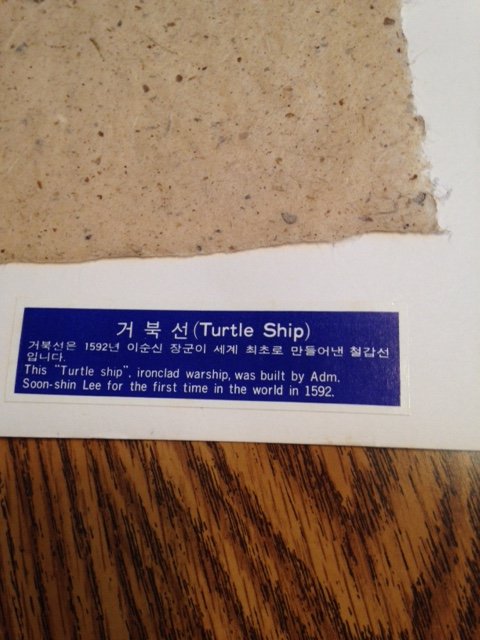 거북선(Turtle Ship)
거북선은 1592년 이순신 장군이 세계 최초로 만들어낸 철갑선
입니다.
This "Turtle ship", ironclad warship, was built by Adm.
Soon-shin Lee for the first time in the world in 1592.